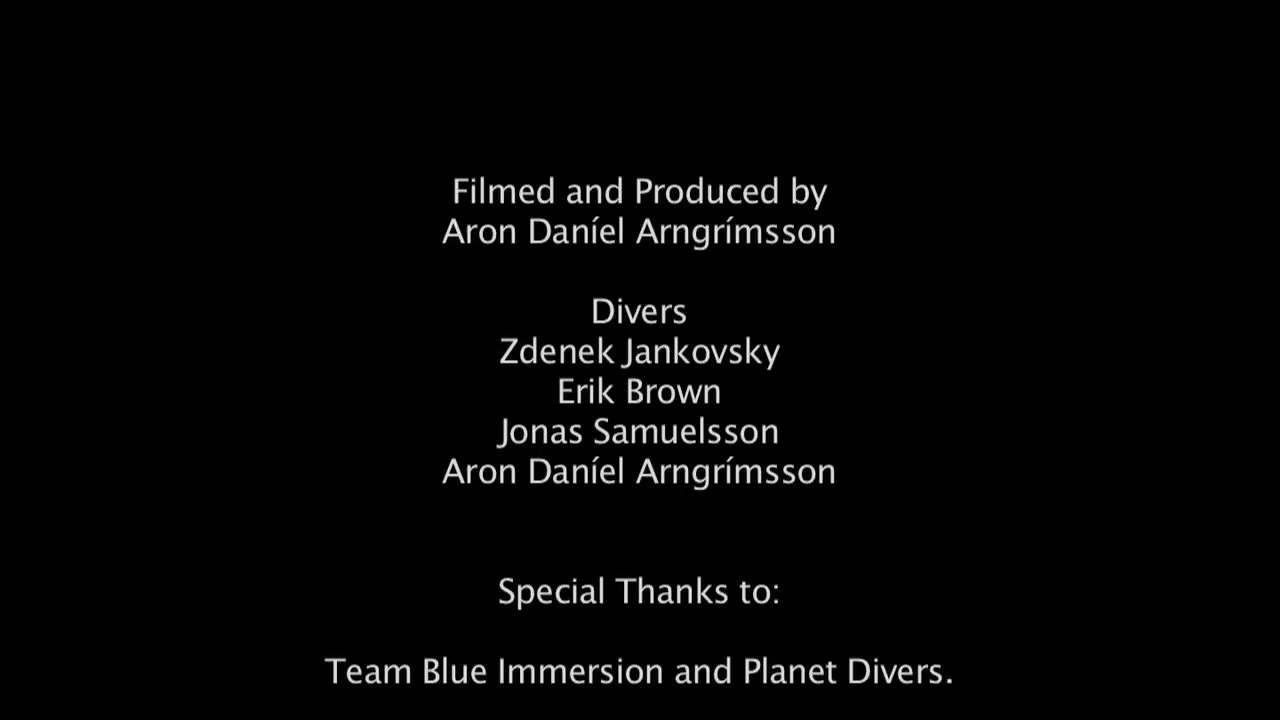 Filmed and Produced by
Aron Daníel Arngrímsson
Divers
Zdenek Jankovsky
Erik Brown
Jonas Samuelsson
Aron Daníel Arngrímsson
Special Thanks to:
Team Blue Immersion and Planet Divers.